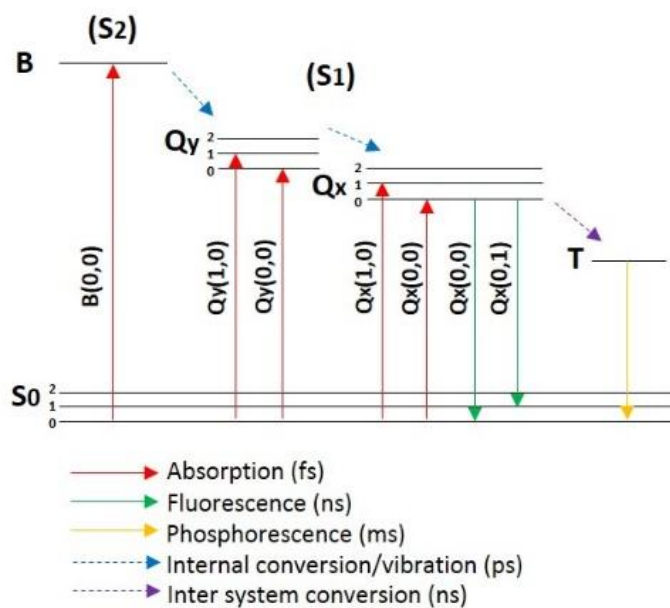 (S2)
B
(S1)
Qy
2
1
0
Qx
2
1
0
T
B(0,0)
Qy(1,0)
Qy(0,0)
Qx(1,0)
Qx(0,0)
Qx(0,0)
Qx(0,1)
S0
2
1
0
Absorption (fs)
Fluorescence (ns)
Phosphorescence (ms)
Internal conversion/vibration (ps)
Inter system conversion (ns)